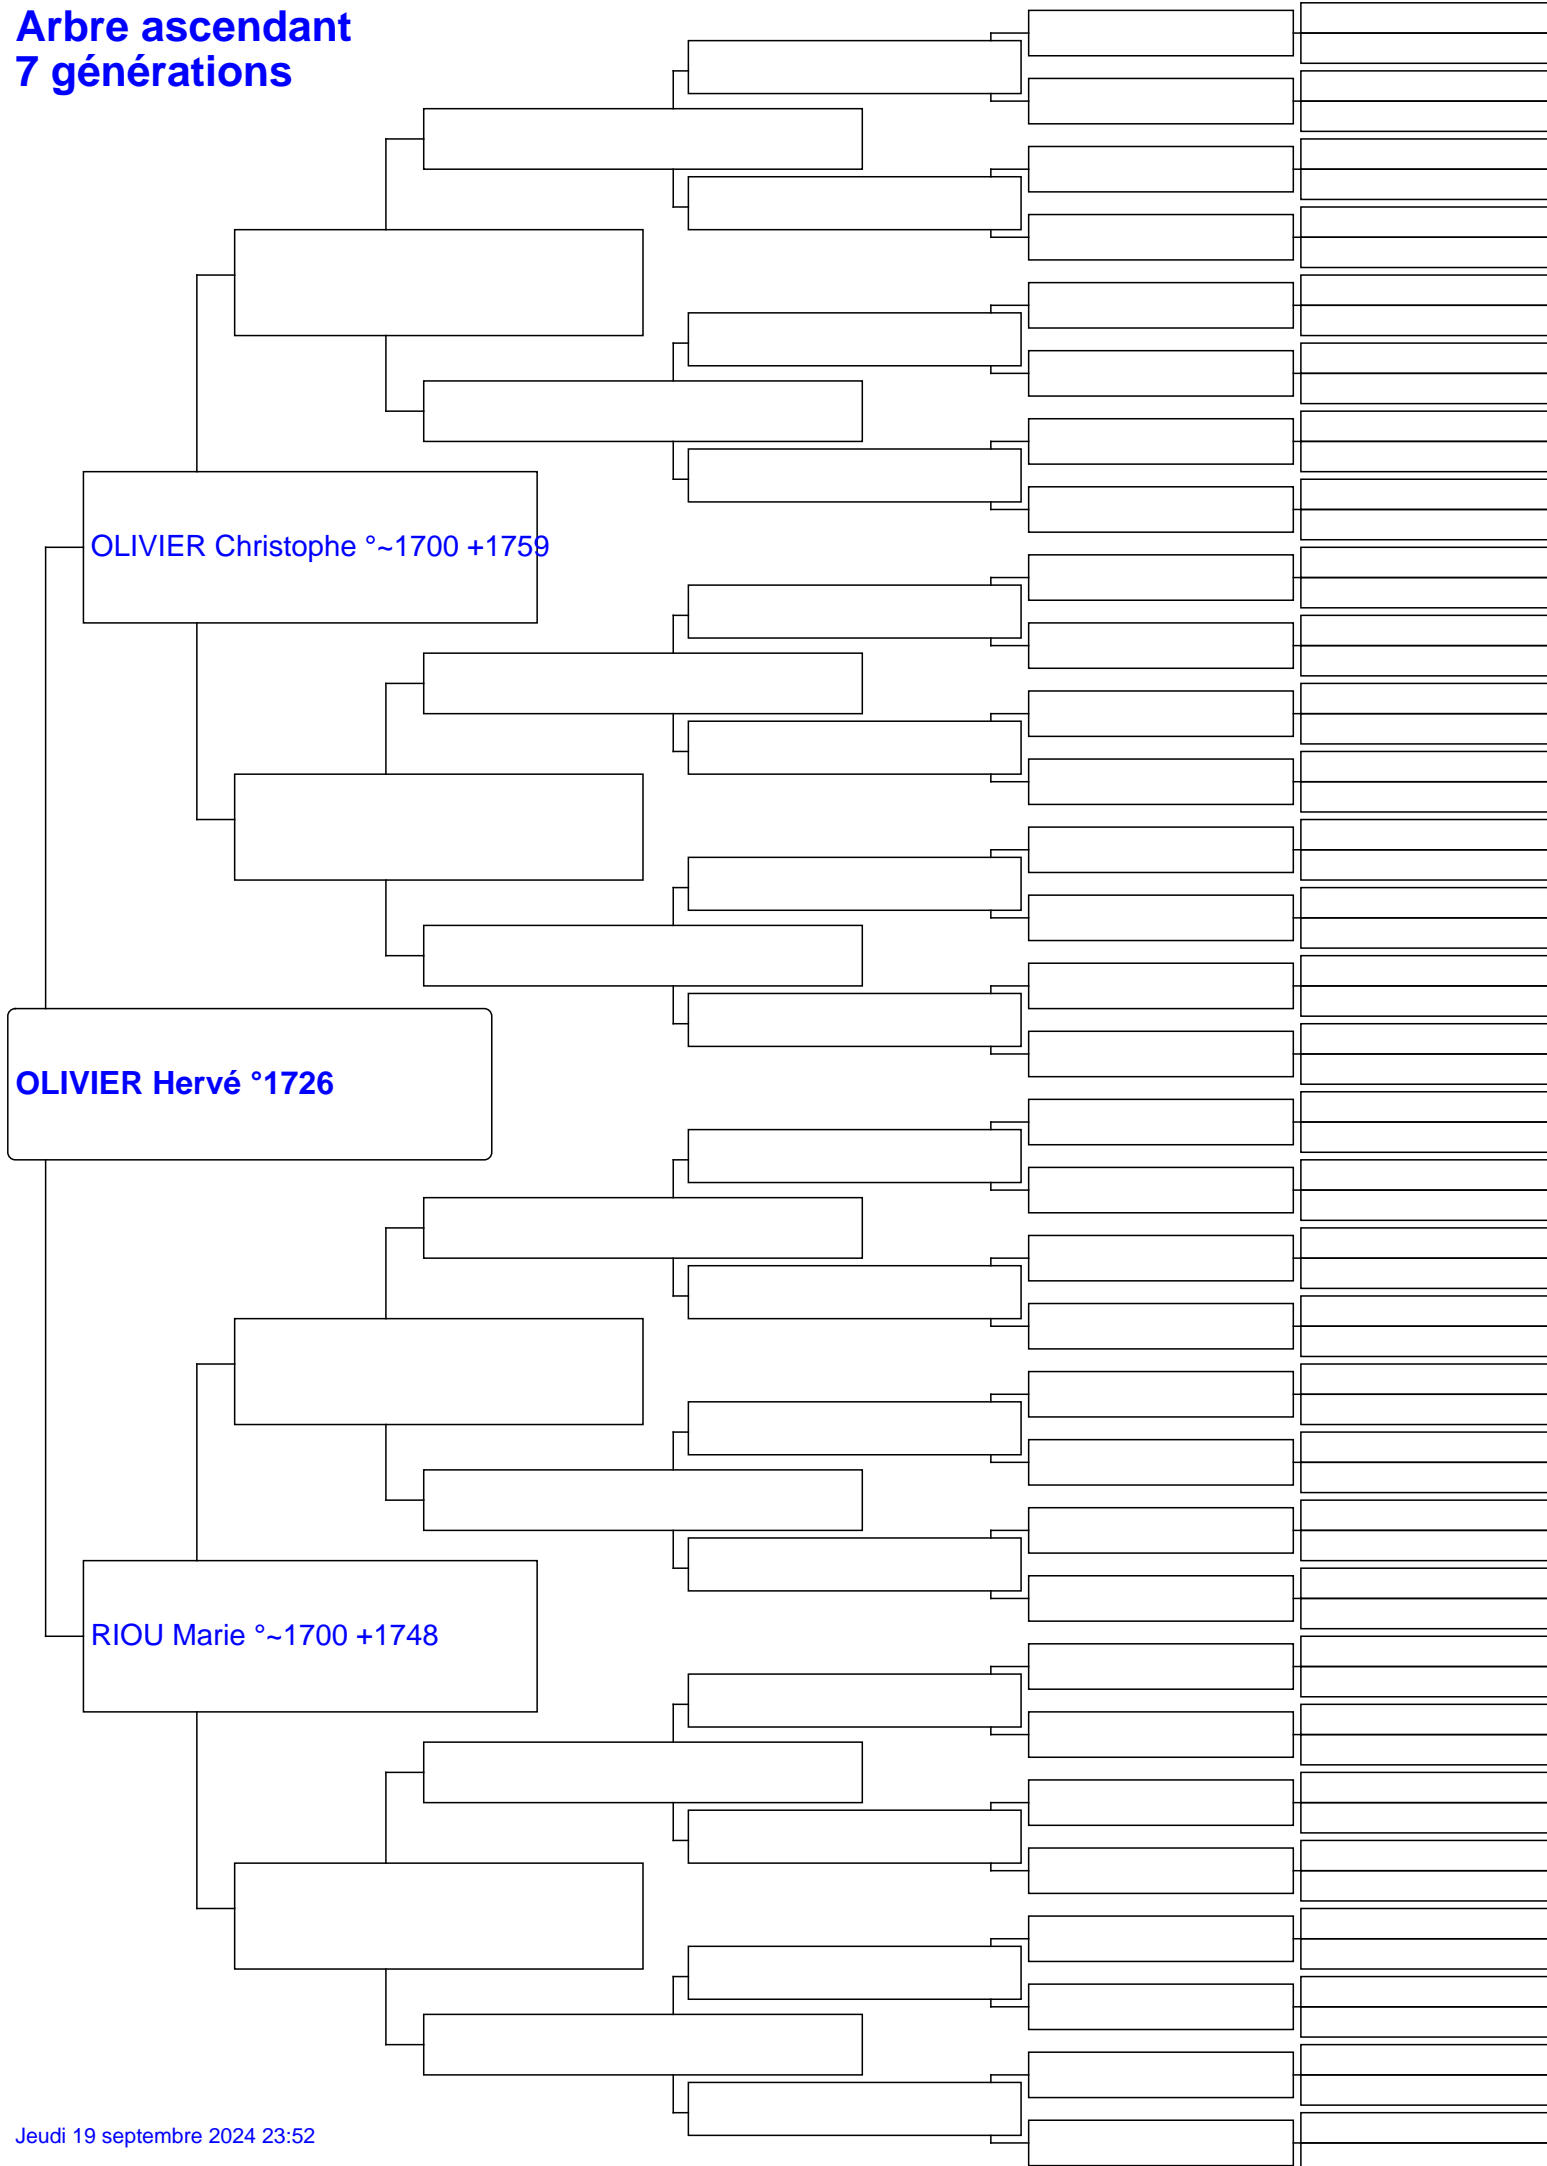 Arbre ascendant
7 générations
OLIVIER Christophe °~1700 +1759
OLIVIER Hervé °1726
RIOU Marie °~1700 +1748
Jeudi 19 septembre 2024 23:52